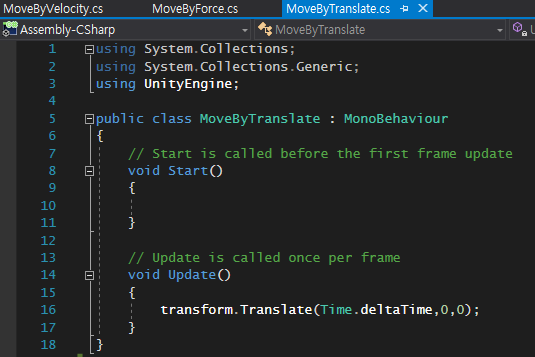 MoveByVelocity.cs MoveByForce.cs MoveByTranslate.cs
Assembly-CSharp MoveByTranslate
1 using System.Collections;
2 using System.Collections.Generic;
3 using UnityEngine;
4
5 public class MoveByTranslate : MonoBehaviour
6 {
7 // Start is called before the first frame update
8 void Start()
9 {
10
11 }
12
13 // Update is called once per frame
14 void Update()
15 {
16 transform.Translate(Time.deltaTime,0,0);
17 }
18 }